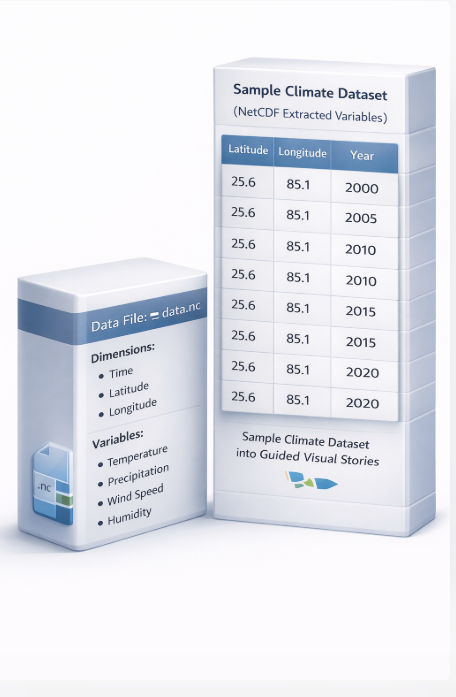 Sample Climate Dataset
(NetCDF Extracted Variables)
Latitude Longitude Year
25.6 85.1 2000
25.6 85.1 2005
25.6 85.1 2010
25.6 85.1 2010
25.6 85.1 2015
25.6 85.1 2015
25.6 85.1 2020
25.6 85.1 2020
Sample Climate Dataset
into Guided Visual Stories
Data File: data.nc
Dimensions:
• Time
• Latitude
• Longitude
Variables:
• Temperature
• Precipitation
• Wind Speed
• Humidity
.nc